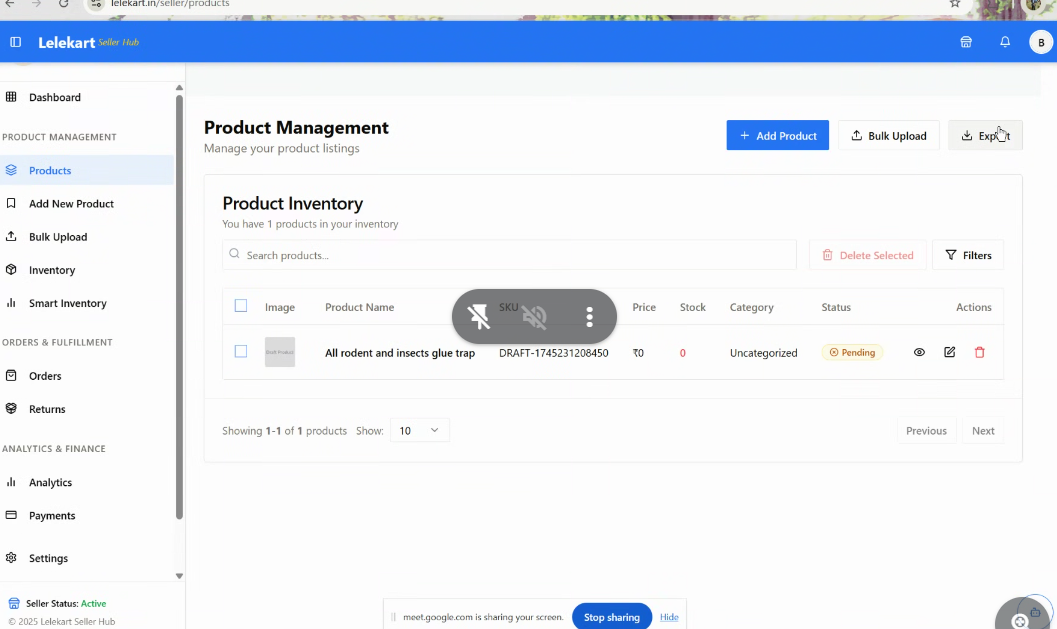 lelekart.in/seller/products
Lelekart Seller Hub
B
Dashboard
PRODUCT MANAGEMENT
Products
Add New Product
Bulk Upload
Inventory
Smart Inventory
ORDERS & FULFILLMENT
Orders
Returns
ANALYTICS & FINANCE
Analytics
Payments
Settings
Seller Status: Active
© 2025 Lelekart Seller Hub
Product Management
Manage your product listings
Add Product
Bulk Upload
Export
Product Inventory
You have 1 products in your inventory
Search products...
Delete Selected
Filters
Image Product Name SKU Price Stock Category Status Actions
Draft Product All rodent and insects glue trap DRAFT-1745231208450 ₹0 0 Uncategorized Pending
Showing 1-1 of 1 products Show: 10
Previous Next
meet.google.com is sharing your screen. Stop sharing Hide